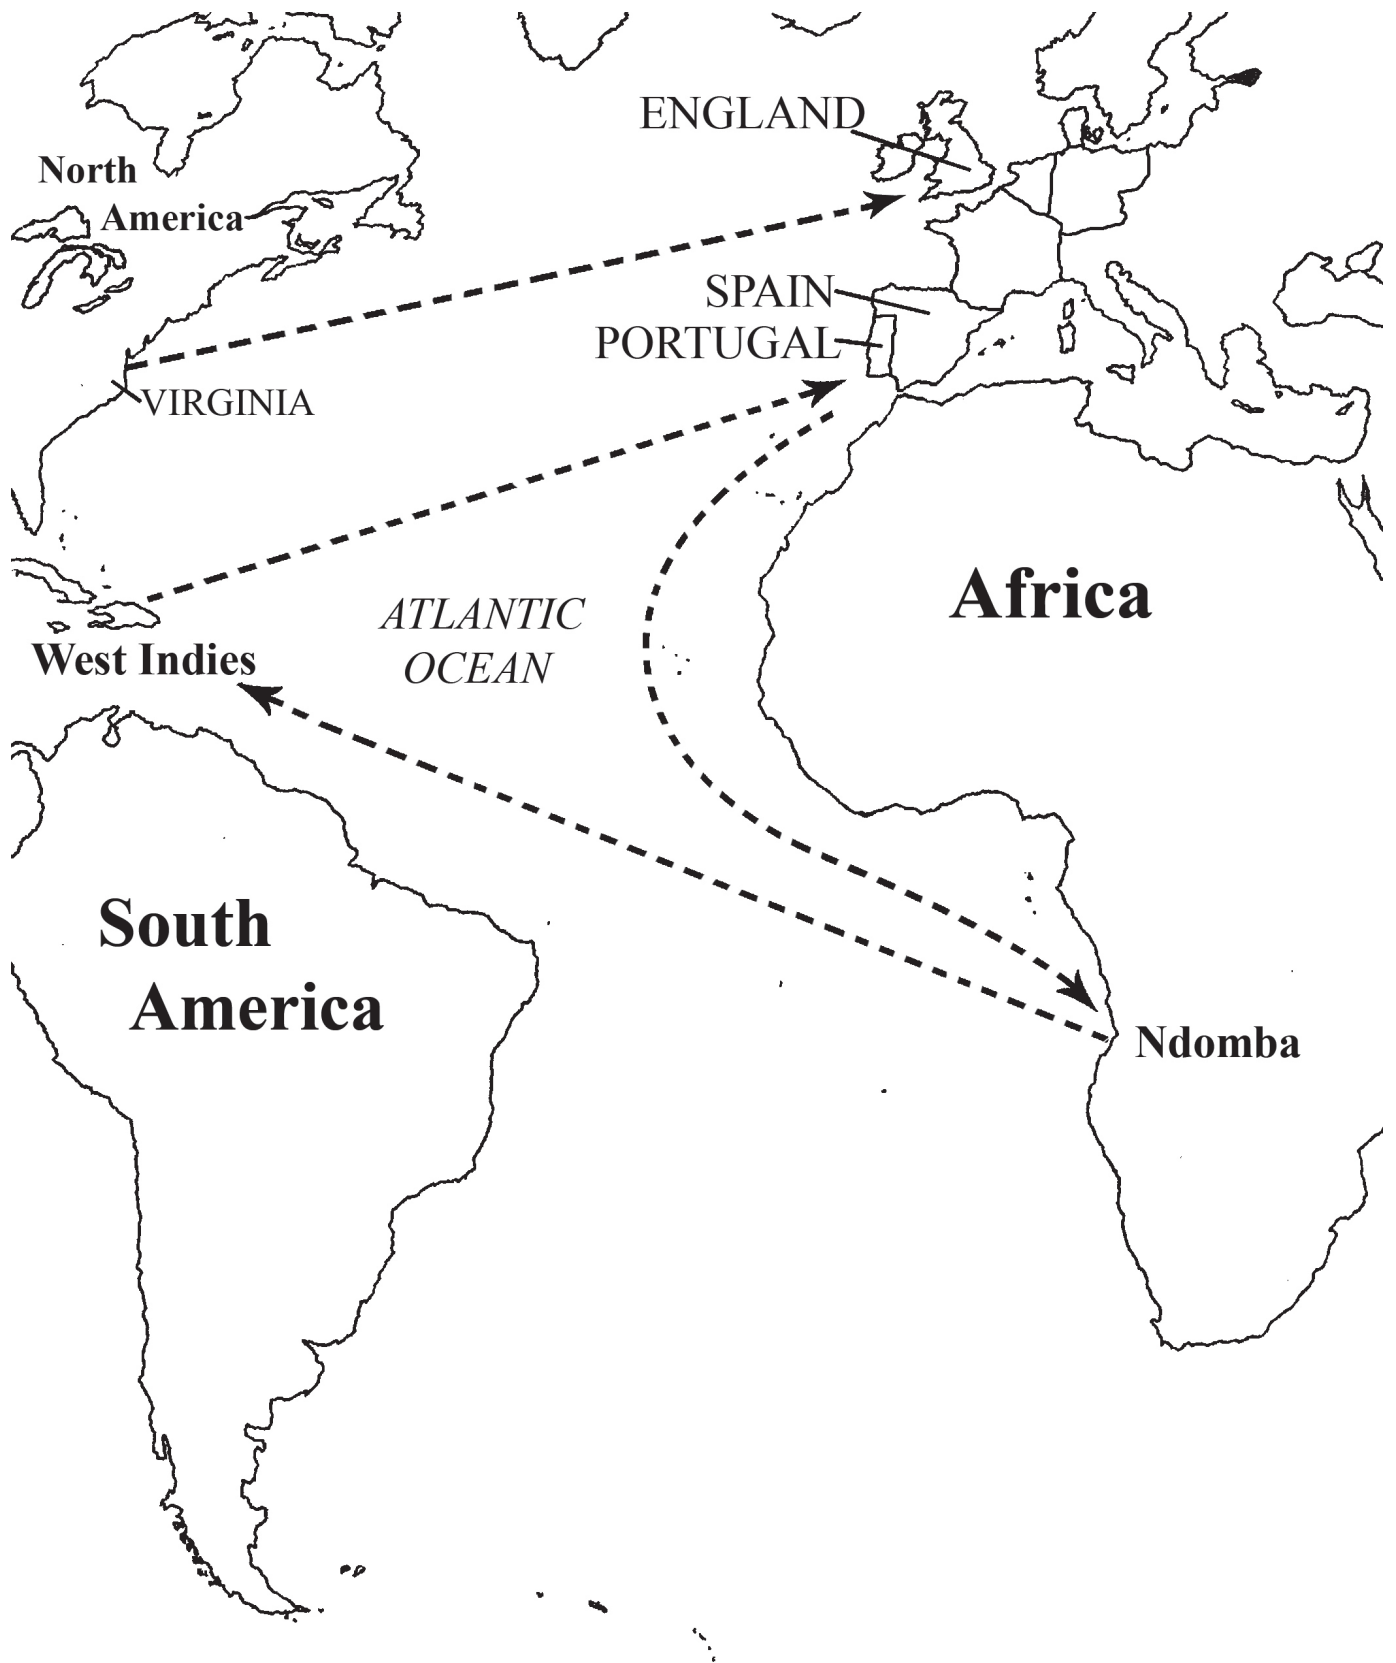 ENGLAND
North
America
SPAIN
PORTUGAL
VIRGINIA
Africa
ATLANTIC
OCEAN
West Indies
South
America
Ndomba